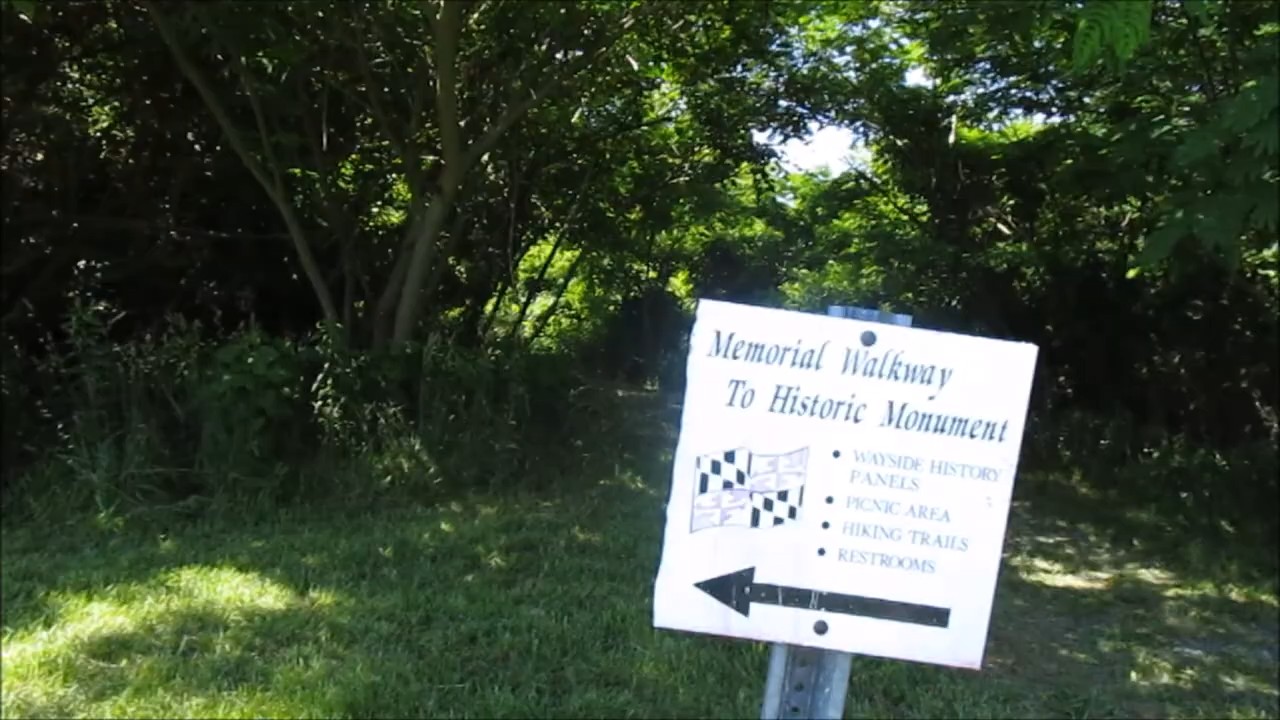 Memorial Walkway
To Historic Monument
• WAYSIDE HISTORY
PANELS
• PICNIC AREA
• HIKING TRAILS
• RESTROOMS